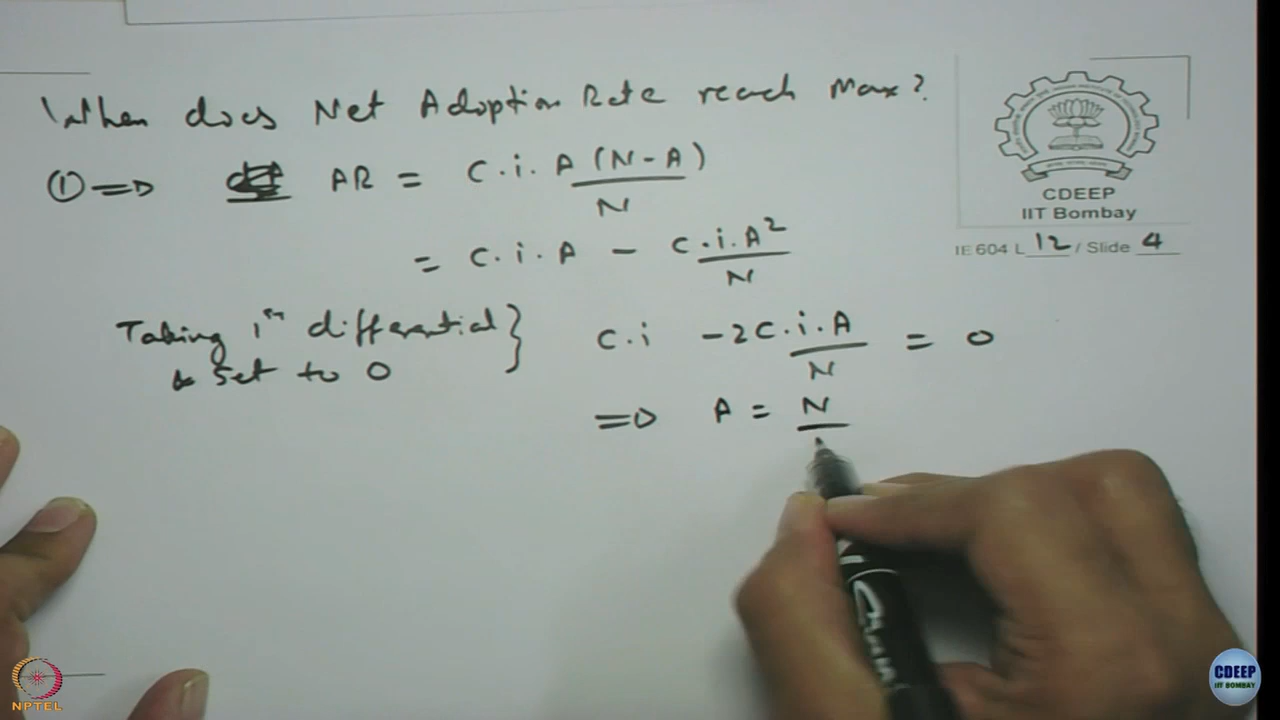 When does Net Adoption Rate reach Max?
① => AR = C.i. A (N-A) / N
= C.i.A - C.i.A² / N
Taking 1st differential } C.i - 2C.i.A / N = 0
& Set to 0
=> A = N
CDEEP
IIT Bombay
IE 604 L 12 / Slide 4
NPTEL
CDEEP
IIT BOMBAY